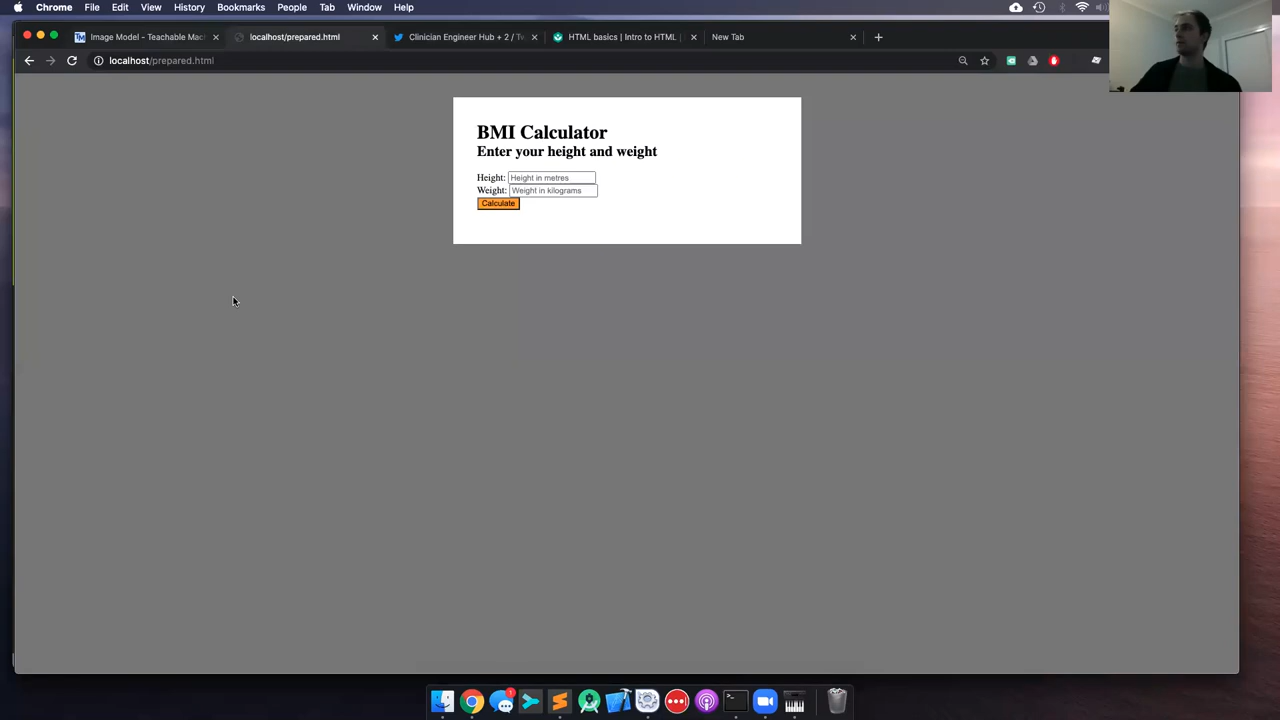 Chrome File Edit View History Bookmarks People Tab Window Help
Image Model - Teachable Mac
localhost/prepared.html
Clinician Engineer Hub + 2 / Tw
HTML basics | Intro to HTML
New Tab
localhost/prepared.html
BMI Calculator
Enter your height and weight
Height: Height in metres
Weight: Weight in kilograms
Calculate
1